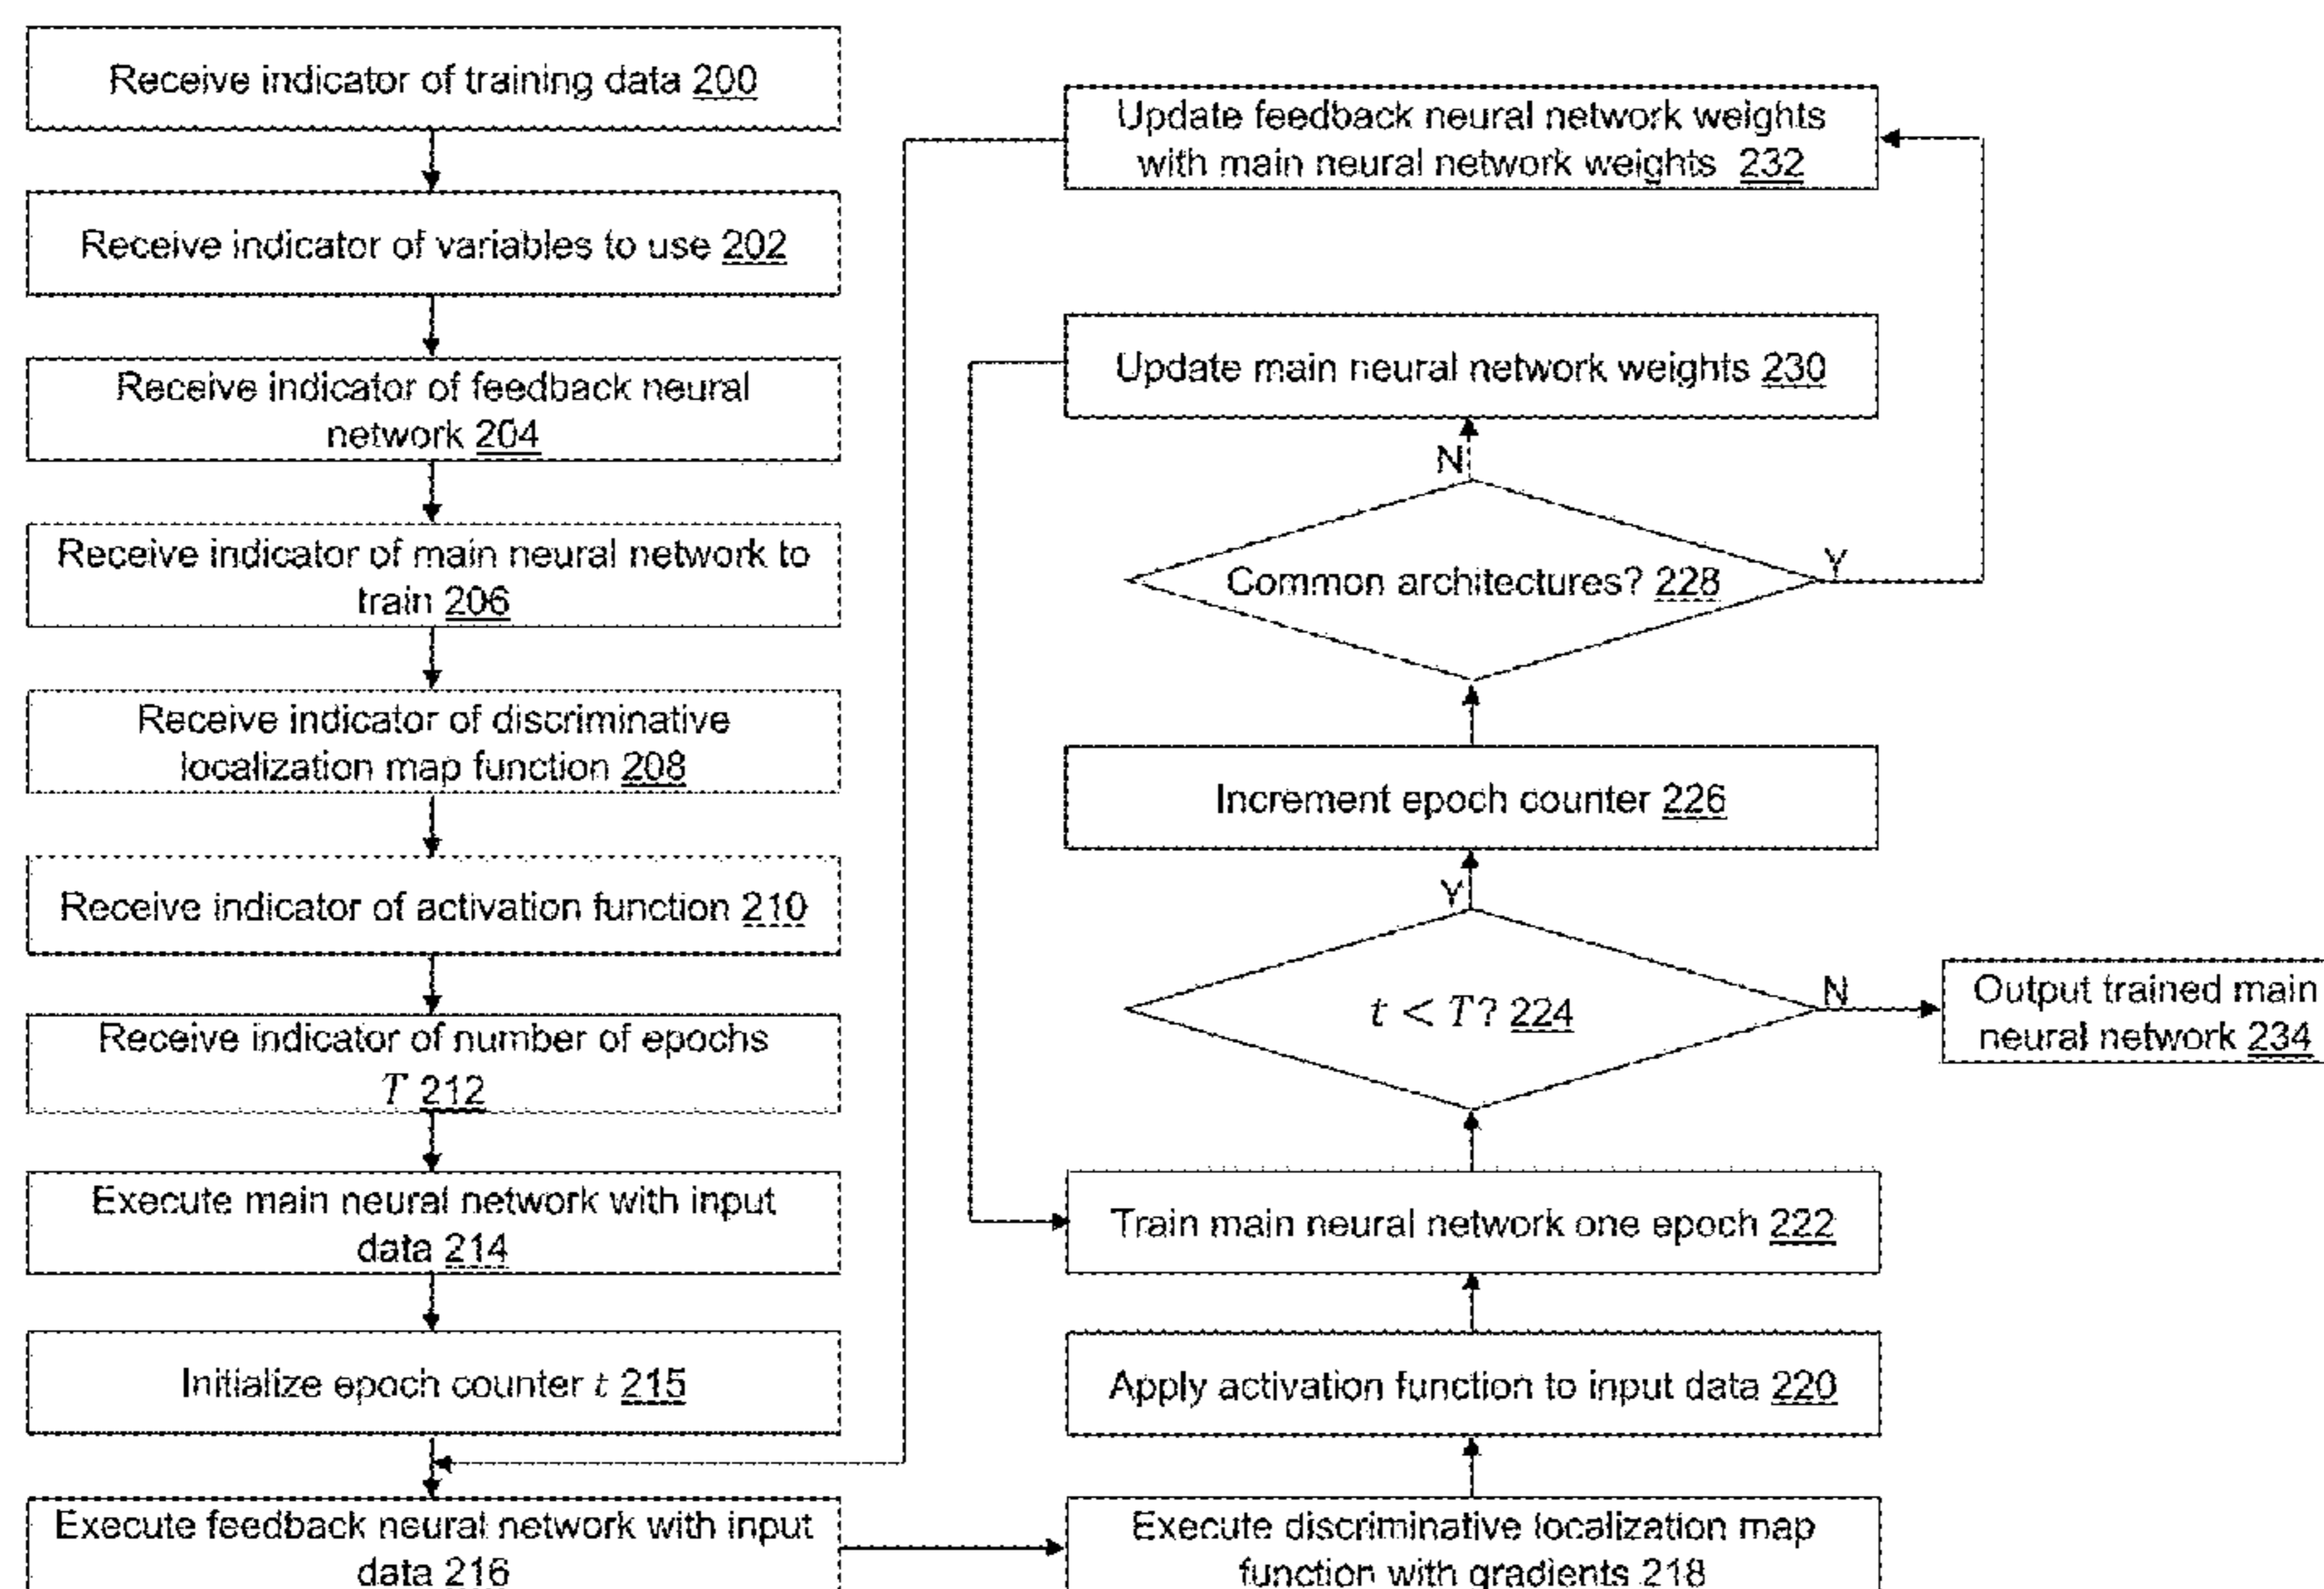 Receive indicator of training data 200
Receive indicator of variables to use 202
Receive indicator of feedback neural
network 204
Receive indicator of main neural network to
train 206
Receive indicator of discriminative
localization map function 208
Receive indicator of activation function 210
Receive indicator of number of epochs
T 212
Execute main neural network with input
data 214
Initialize epoch counter t 215
Execute feedback neural network with input
data 216
Update feedback neural network weights
with main neural network weights 232
Update main neural network weights 230
N
Common architectures? 228
Y
Increment epoch counter 226
Y
t < T? 224
N
Output trained main
neural network 234
Train main neural network one epoch 222
Apply activation function to input data 220
Execute discriminative localization map
function with gradients 218